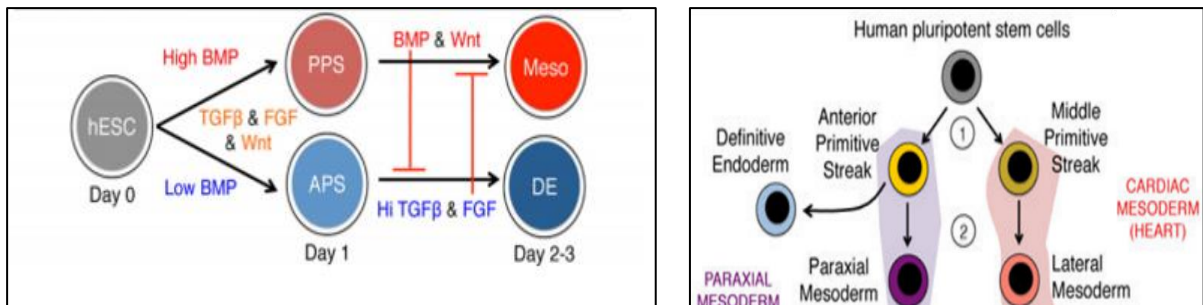 High BMP
hESC
Day 0
TGFβ & FGF
& Wnt
Low BMP
PPS
APS
Day 1
BMP & Wnt
Hi TGFβ & FGF
Meso
DE
Day 2-3
Human pluripotent stem cells
Definitive
Endoderm
Anterior
Primitive
Streak
1
Middle
Primitive
Streak
CARDIAC
MESODERM
(HEART)
2
PARAXIAL
MESODERM
Paraxial
Mesoderm
Lateral
Mesoderm